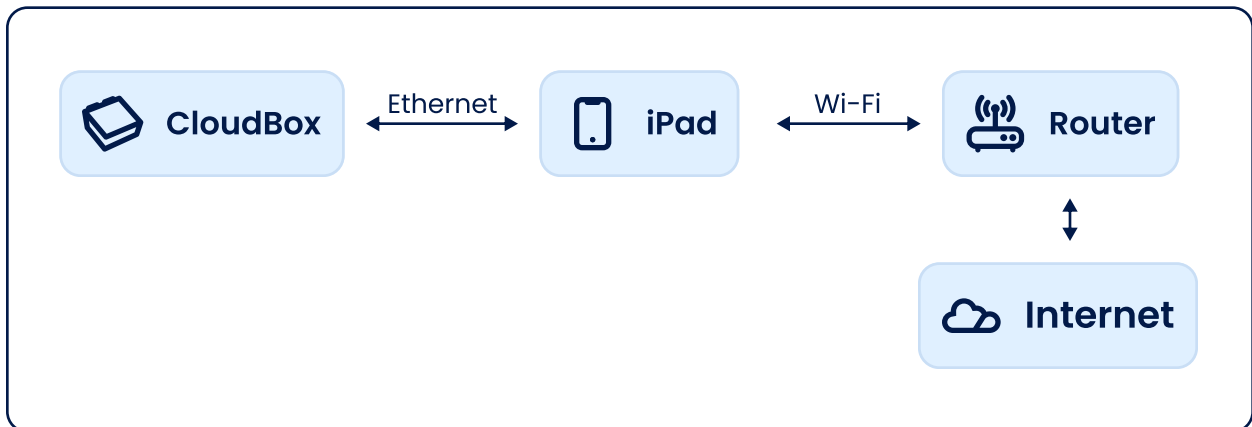 CloudBox
Ethernet
iPad
Wi-Fi
Router
Internet